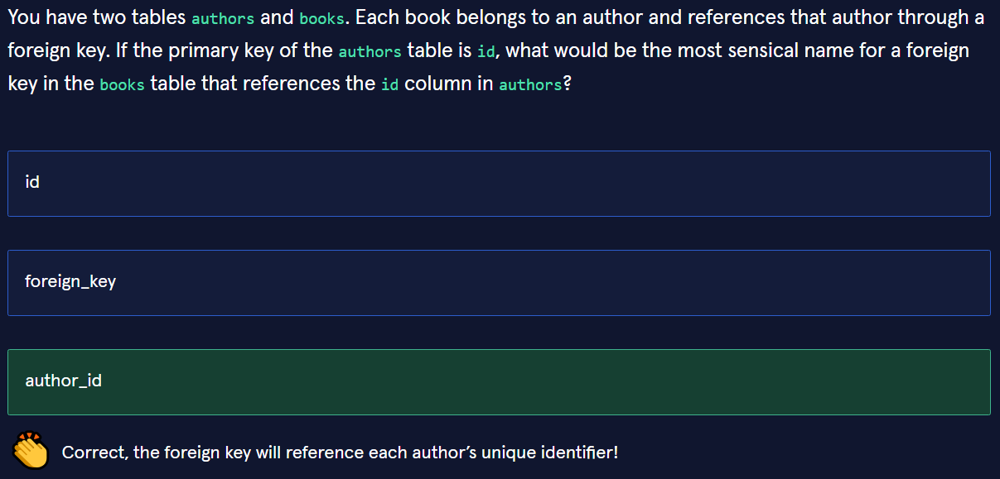 You have two tables authors and books. Each book belongs to an author and references that author through a
foreign key. If the primary key of the authors table is id, what would be the most sensical name for a foreign
key in the books table that references the id column in authors?
id
foreign_key
author_id
Correct, the foreign key will reference each author’s unique identifier!